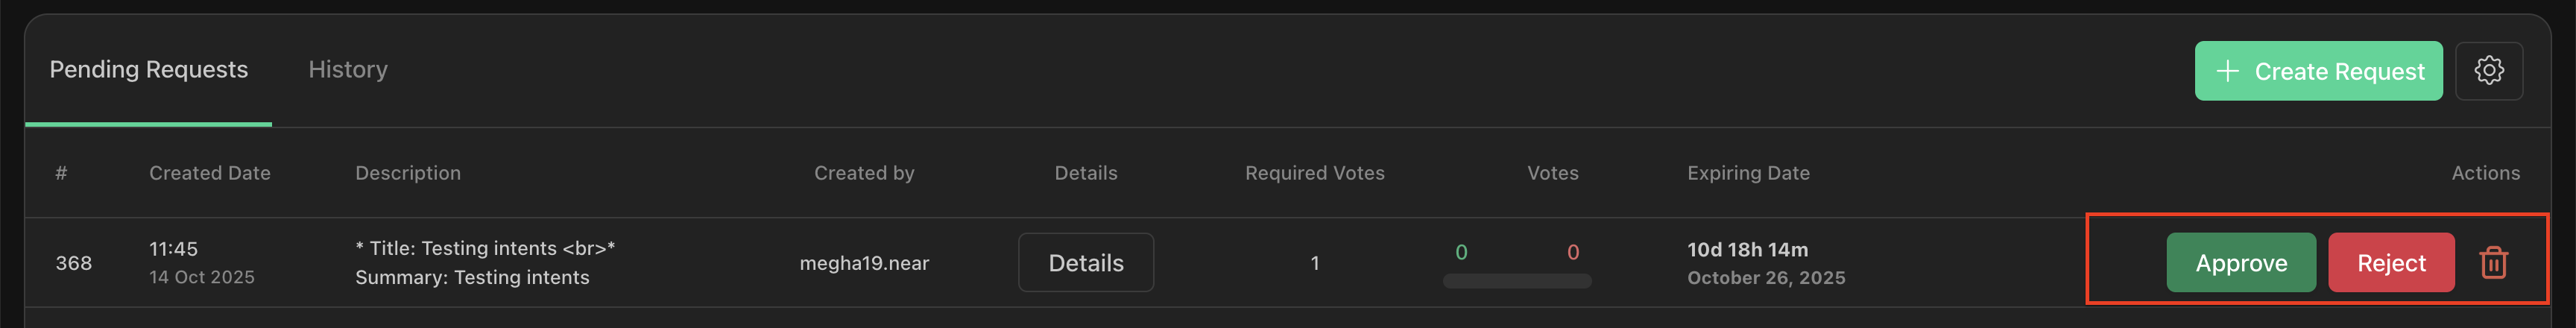 Pending Requests
History
Create Request
# Created Date Description Created by Details Required Votes Votes Expiring Date Actions
368
11:45
14 Oct 2025
* Title: Testing intents <br>*
Summary: Testing intents
megha19.near
Details
1
0 0
10d 18h 14m
October 26, 2025
Approve
Reject